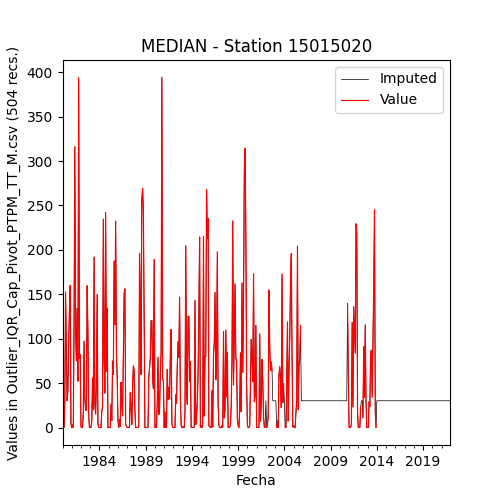 MEDIAN - Station 15015020
Values in Outlier_IQR_Cap_Pivot_PTPM_TT_M.csv (504 recs.)
400
350
300
250
200
150
100
50
0
Imputed
Value
1984 1989 1994 1999 2004 2009 2014 2019
Fecha